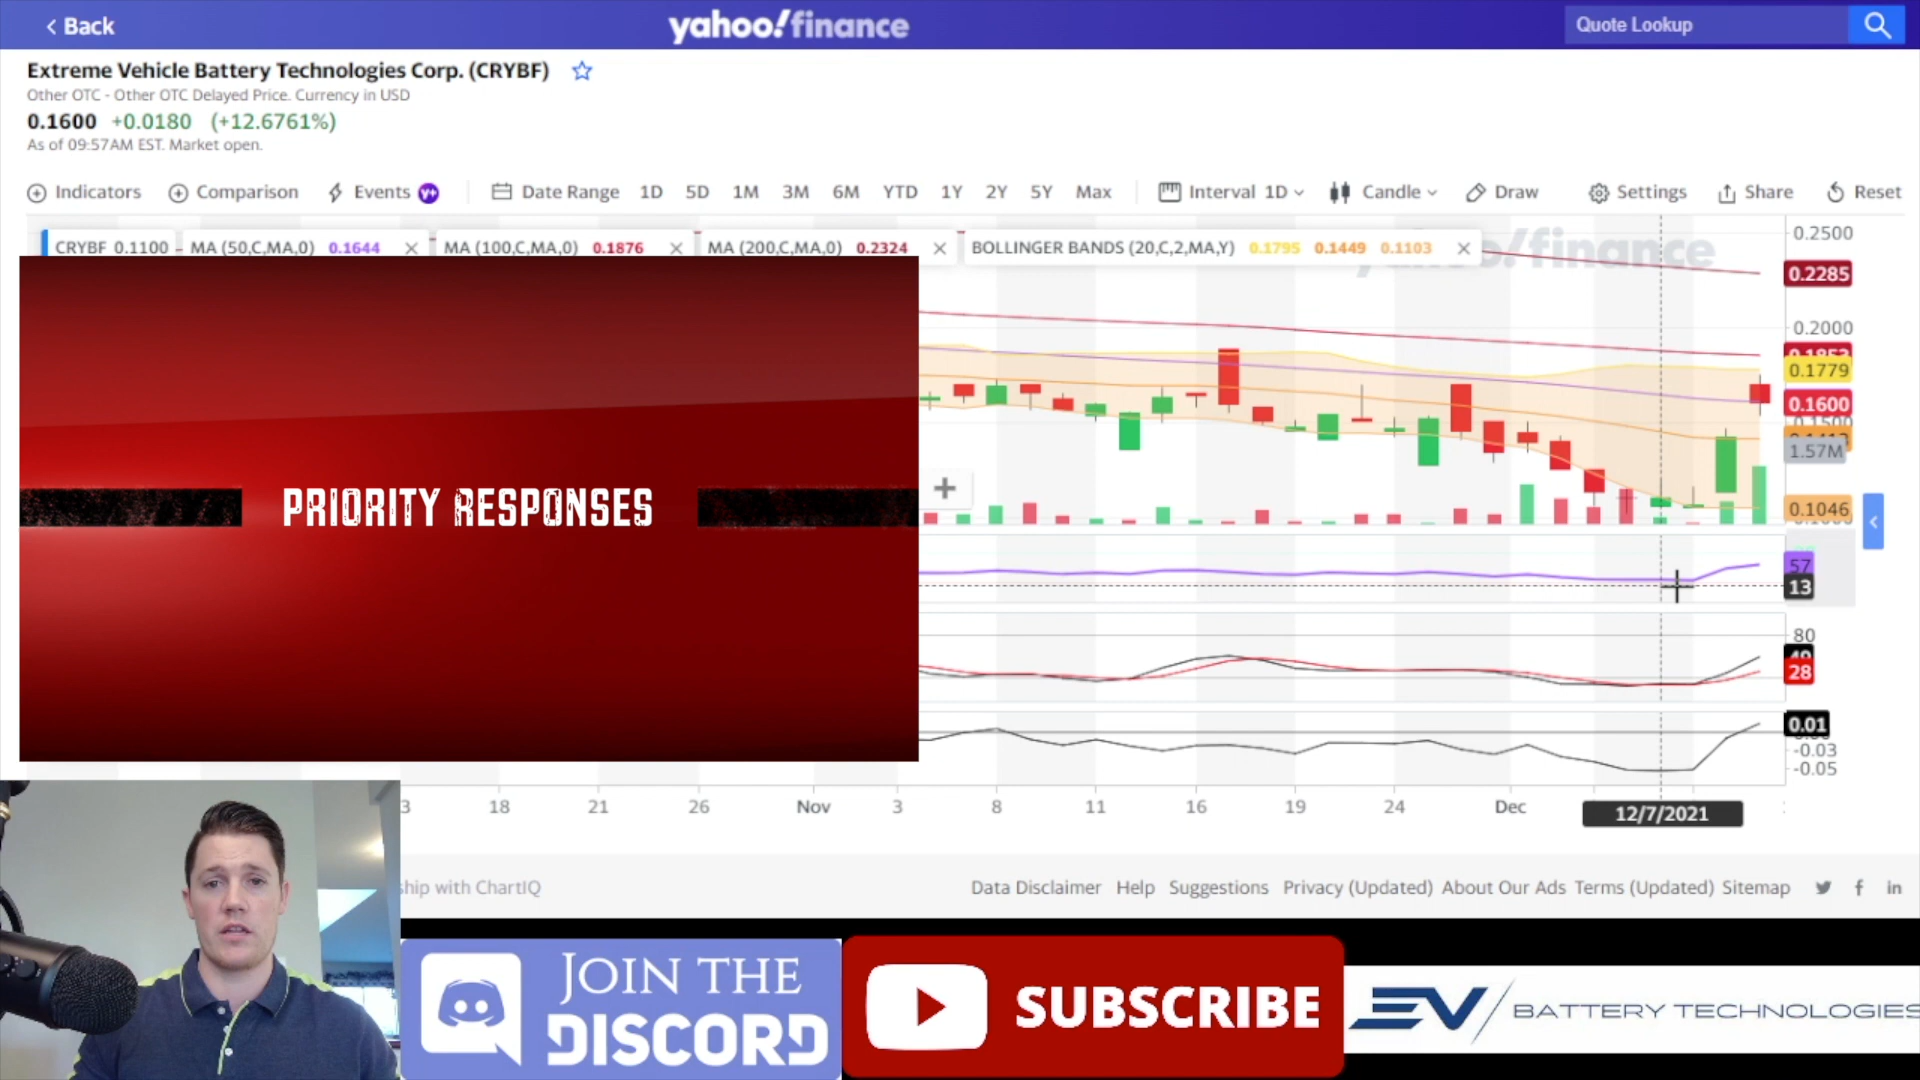 Back
yahoo!finance
Quote Lookup
Extreme Vehicle Battery Technologies Corp. (CRYBF)
Other OTC - Other OTC Delayed Price. Currency in USD
0.1600 +0.0180 (+12.6761%)
As of 09:57AM EST. Market open.
Indicators Comparison Events Y+ Date Range 1D 5D 1M 3M 6M YTD 1Y 2Y 5Y Max Interval 1D Candle Draw Settings Share Reset
CRYBF 0.1100 MA (50,C,MA,0) 0.1644 MA (100,C,MA,0) 0.1876 MA (200,C,MA,0) 0.2324 BOLLINGER BANDS (20,C,2,MA,Y) 0.1795 0.1449 0.1103
yahoo!finance
0.2500
0.2285
0.2000
0.1779
0.1600
0.1500
1.57M
0.1046
PRIORITY RESPONSES
57
13
80
28
0.01
-0.03
-0.05
3 18 21 26 Nov 3 8 11 16 19 24 Dec 12/7/2021
ship with ChartIQ
Data Disclaimer Help Suggestions Privacy (Updated) About Our Ads Terms (Updated) Sitemap
JOIN THE
DISCORD
SUBSCRIBE
EV BATTERY TECHNOLOGIES